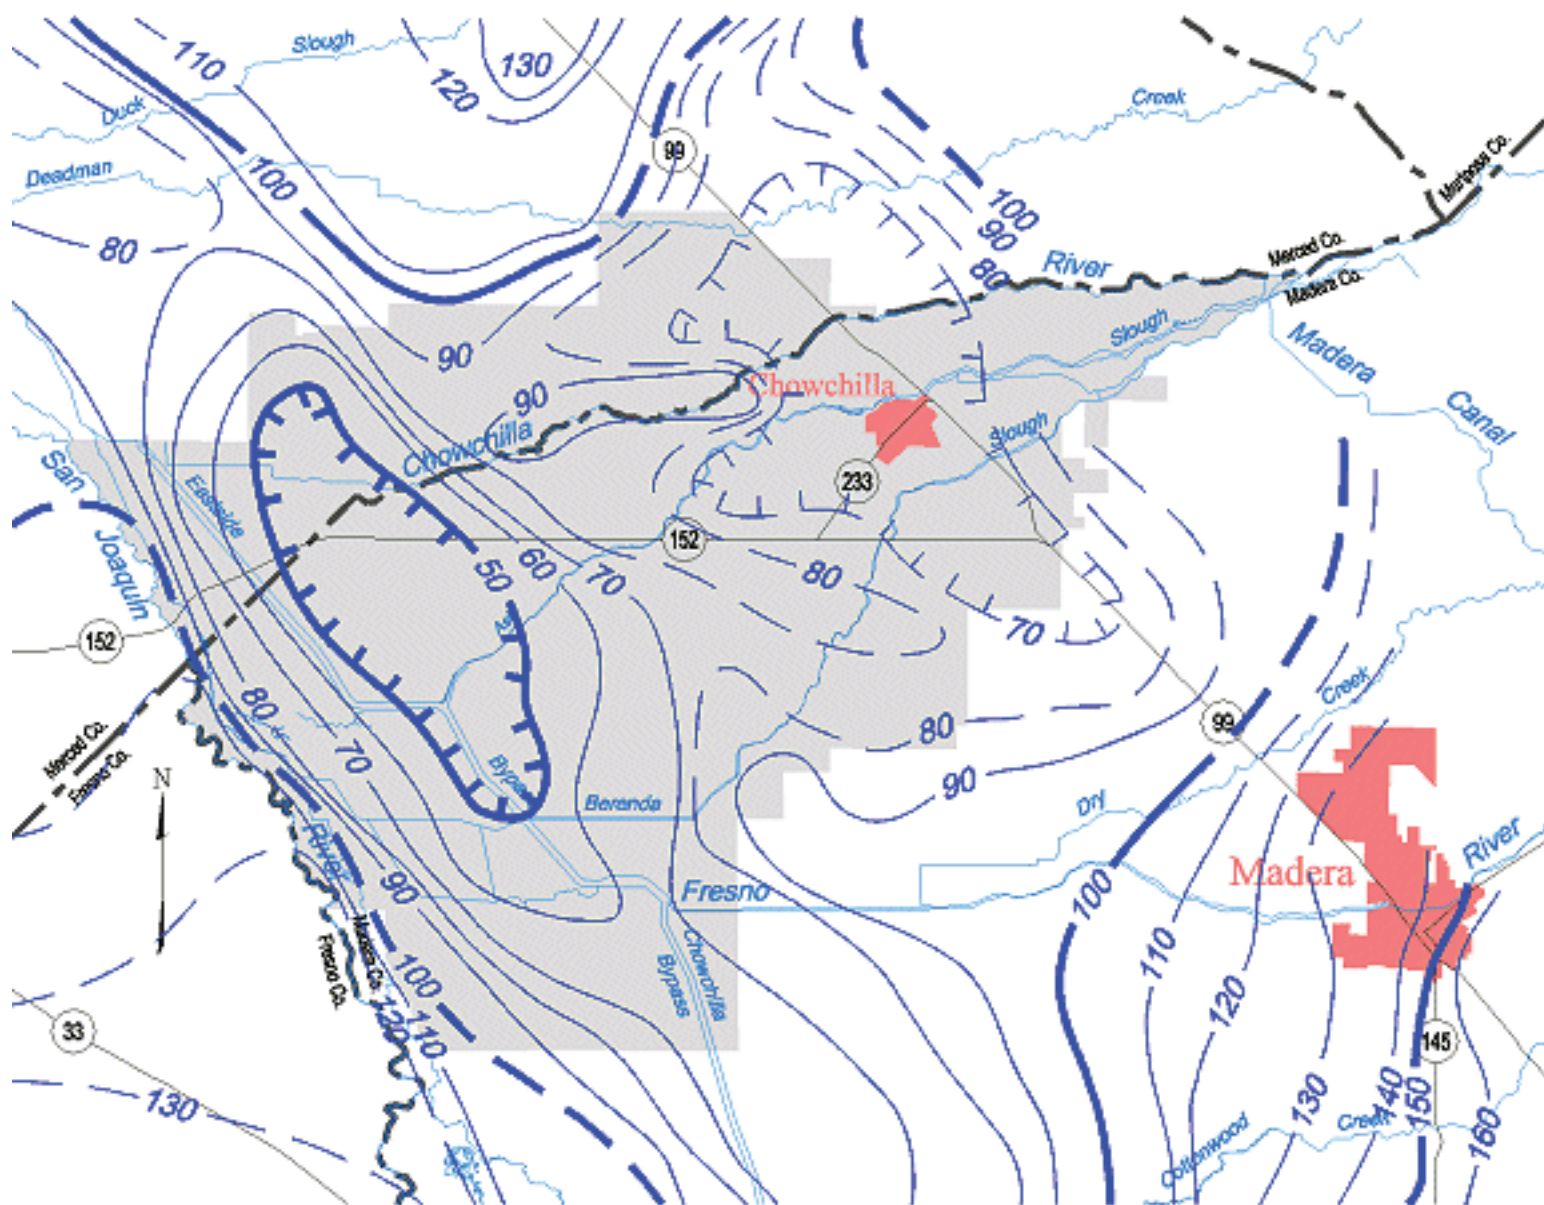 110
Slough
120
130
Duck
Creek
99
Deadman
100
Mariposa Co.
100
90
80
80
River
Merced Co.
Madera Co.
Slough
Madera
90
Chowchilla
90
Canal
Chowchilla
Slough
San
Eastside
233
Joaquin
152
50
60
70
80
152
70
80
Creek
99
80
Merced Co.
Fresno Co.
70
90
N
Beranda
Dry
River
River
Madera
90
Fresno
100
Madera Co.
Fresno Co.
Chowchilla
Bypass
110
100
120
120
110
33
145
130
130
140
150
160
Creek
Cottonwood